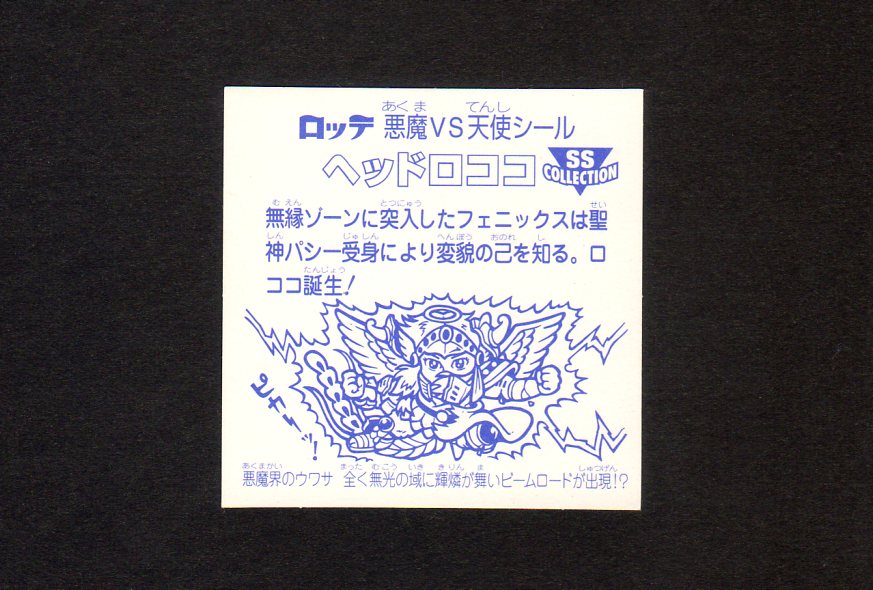 ロッテ 悪魔VS天使シール
ヘッドロココ SS COLLECTION
無縁ゾーンに突入したフェニックスは聖
神パシー受身により変貌の己を知る。ロ
ココ誕生!
ピカーッ!
悪魔界のウワサ 全く無光の域に輝燐が舞いビームロードが出現!?